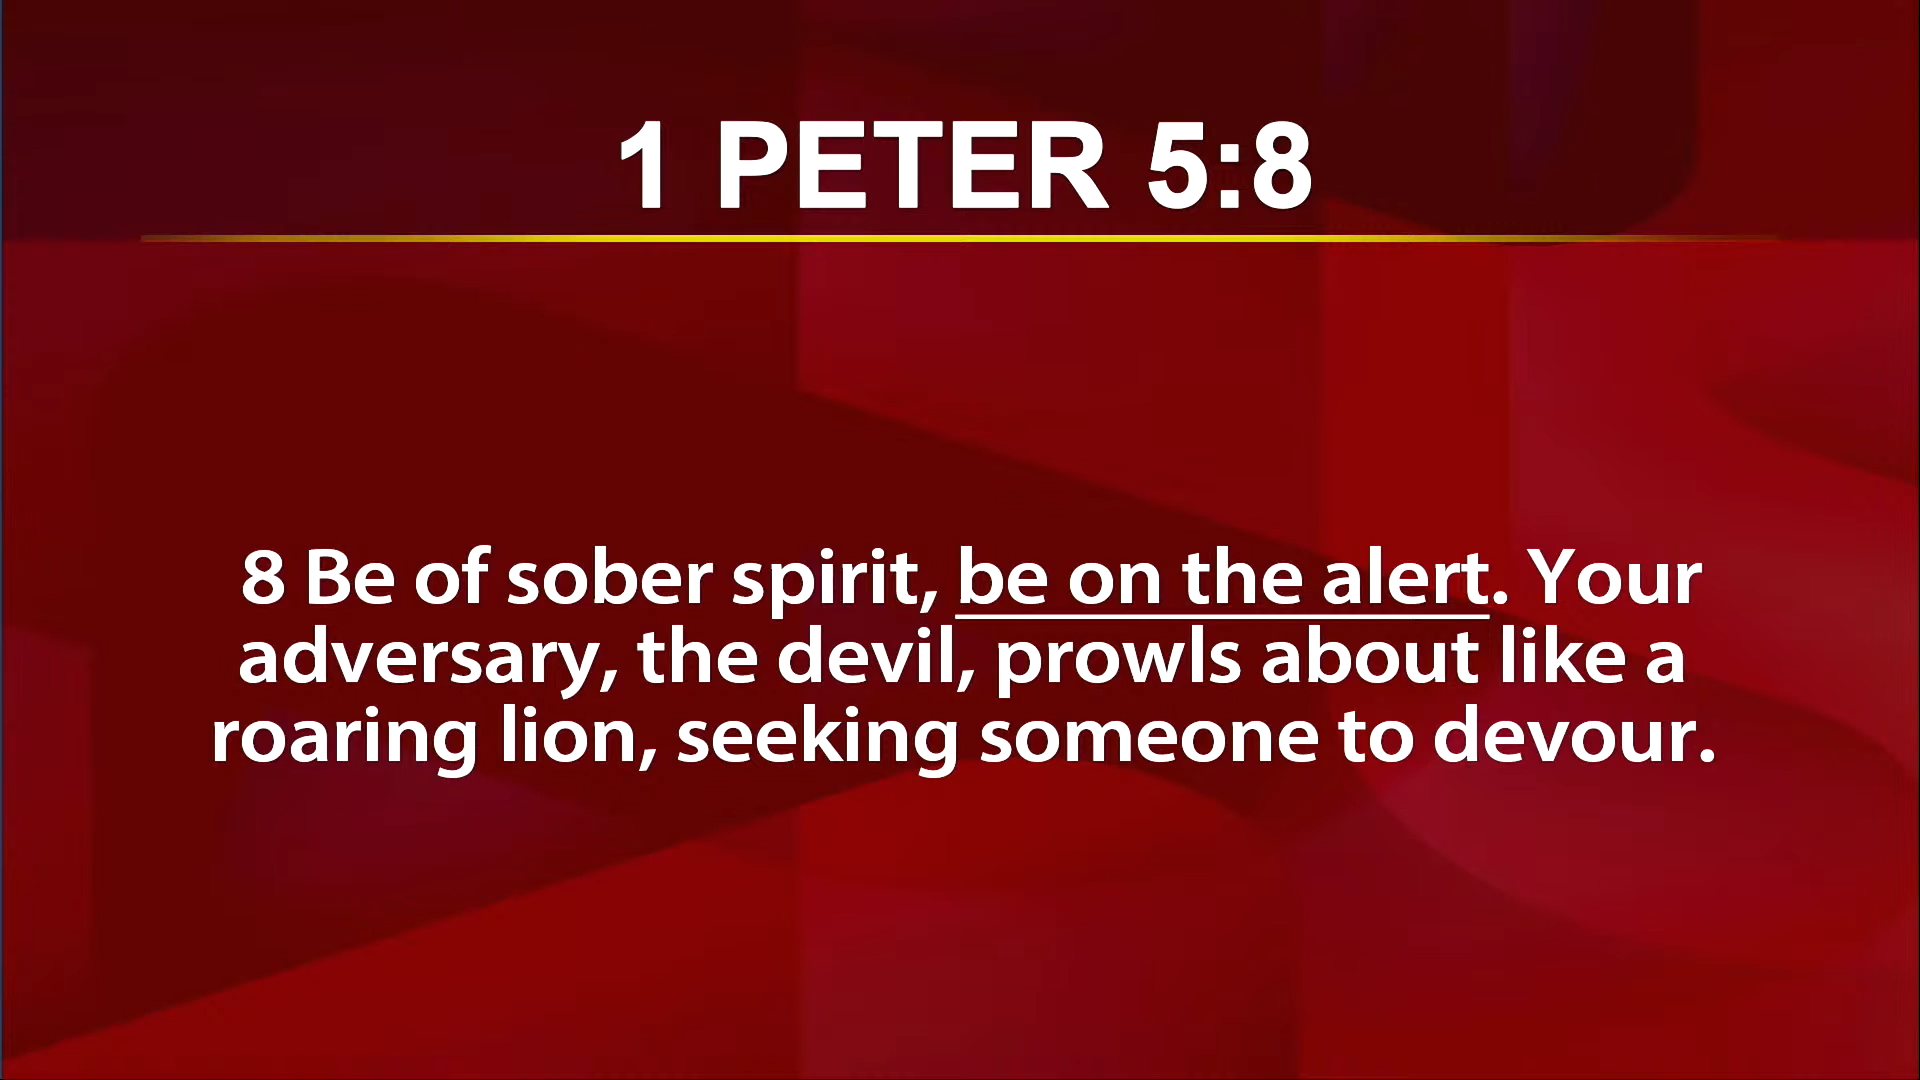 1 PETER 5:8
8 Be of sober spirit, be on the alert. Your
adversary, the devil, prowls about like a
roaring lion, seeking someone to devour.